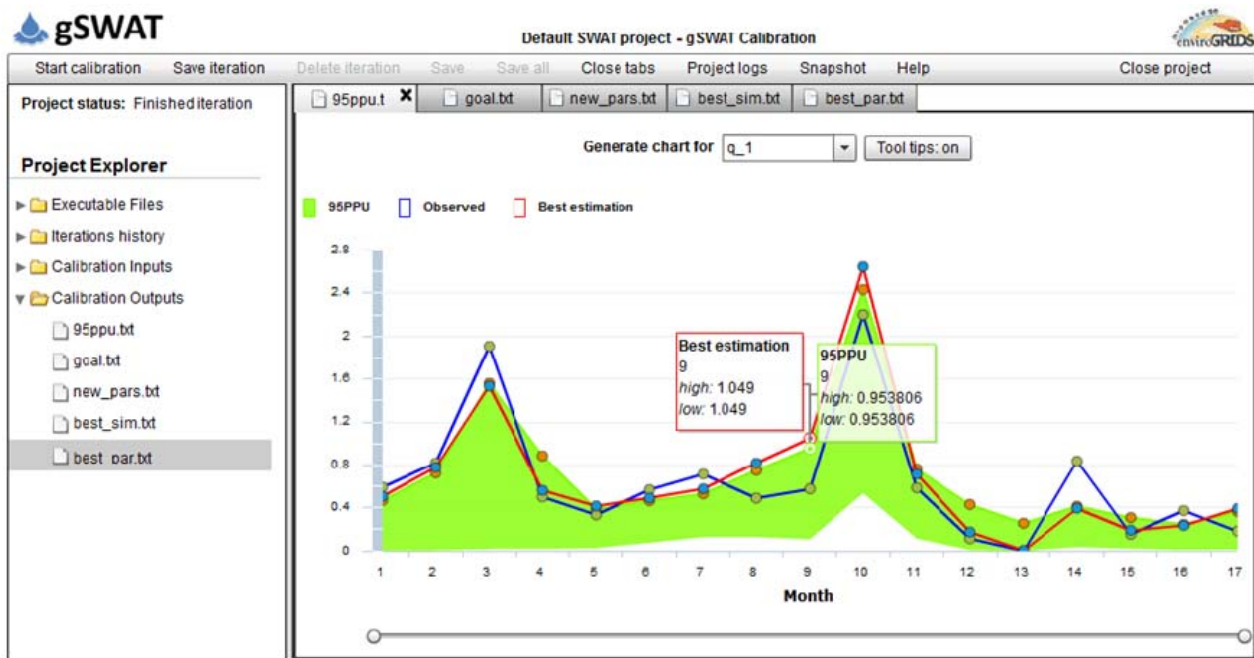 gSWAT
Default SWAT project - gSWAT Calibration
enviroGRIDS
Start calibration Save iteration Delete iteration Save Save all Close tabs Project logs Snapshot Help Close project
Project status: Finished iteration
95ppu.t goal.txt new_pars.txt best_sim.txt best_par.txt
Generate chart for q_1 Tool tips: on
Project Explorer
Executable Files
Iterations history
Calibration Inputs
Calibration Outputs
95ppu.txt
goal.txt
new_pars.txt
best_sim.txt
best_par.txt
95PPU Observed Best estimation
2.8
2.4
2
1.6
1.2
0.8
0.4
0
Best estimation
9
high: 1.049
low: 1.049
95PPU
9
high: 0.953806
low: 0.953806
1 2 3 4 5 6 7 8 9 10 11 12 13 14 15 16 17
Month